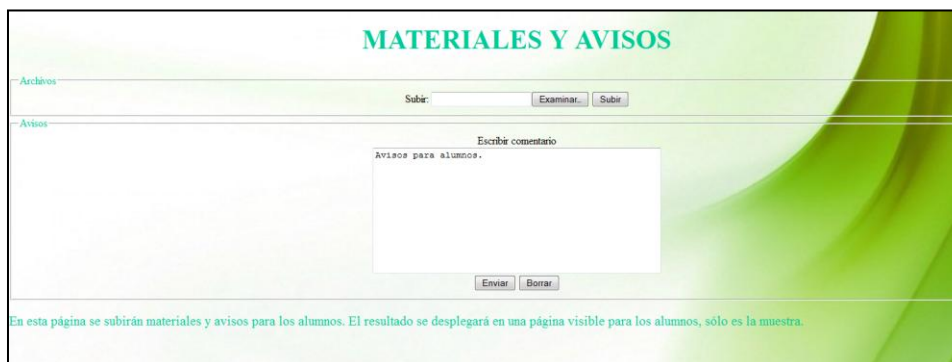 MATERIALES Y AVISOS
Archivos
Subir: Examinar.. Subir
Avisos
Escribir comentario
Avisos para alumnos.
Enviar Borrar
En esta página se subirán materiales y avisos para los alumnos. El resultado se desplegará en una página visible para los alumnos, sólo es la muestra.